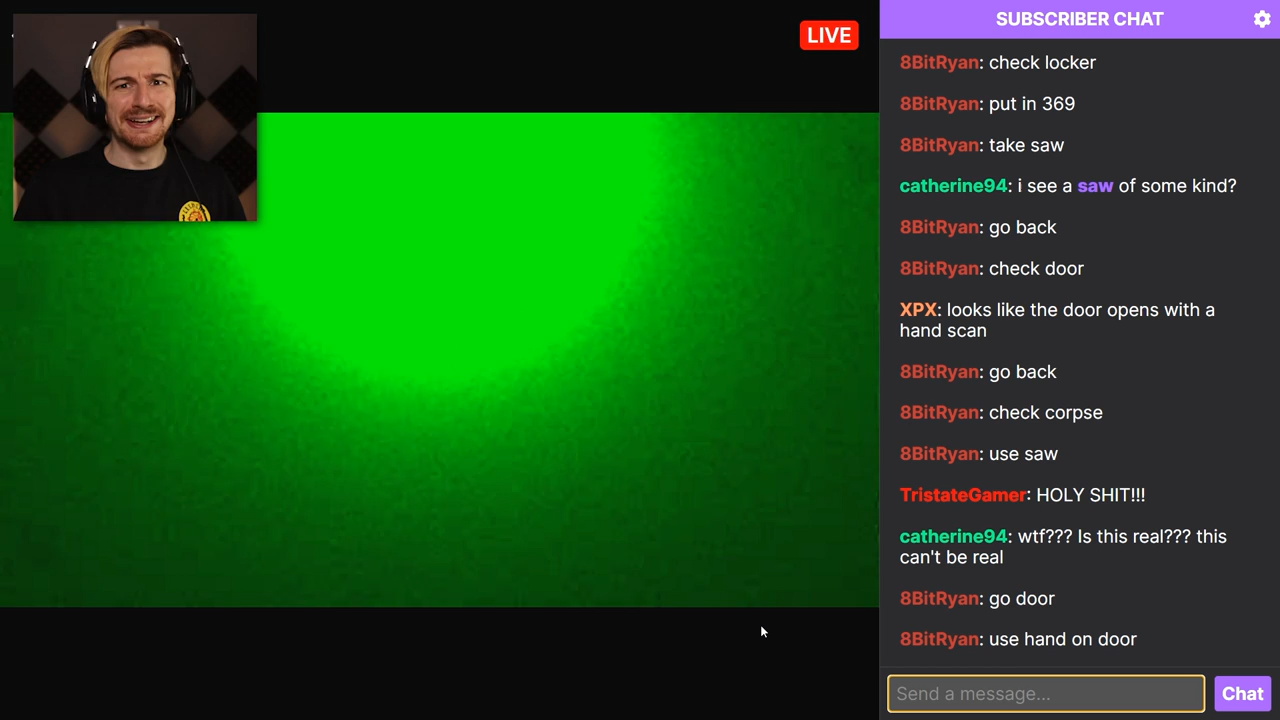 LIVE
SUBSCRIBER CHAT
8BitRyan: check locker
8BitRyan: put in 369
8BitRyan: take saw
catherine94: i see a saw of some kind?
8BitRyan: go back
8BitRyan: check door
XPX: looks like the door opens with a
hand scan
8BitRyan: go back
8BitRyan: check corpse
8BitRyan: use saw
TristateGamer: HOLY SHIT!!!
catherine94: wtf??? Is this real??? this
can't be real
8BitRyan: go door
8BitRyan: use hand on door
Send a message...
Chat